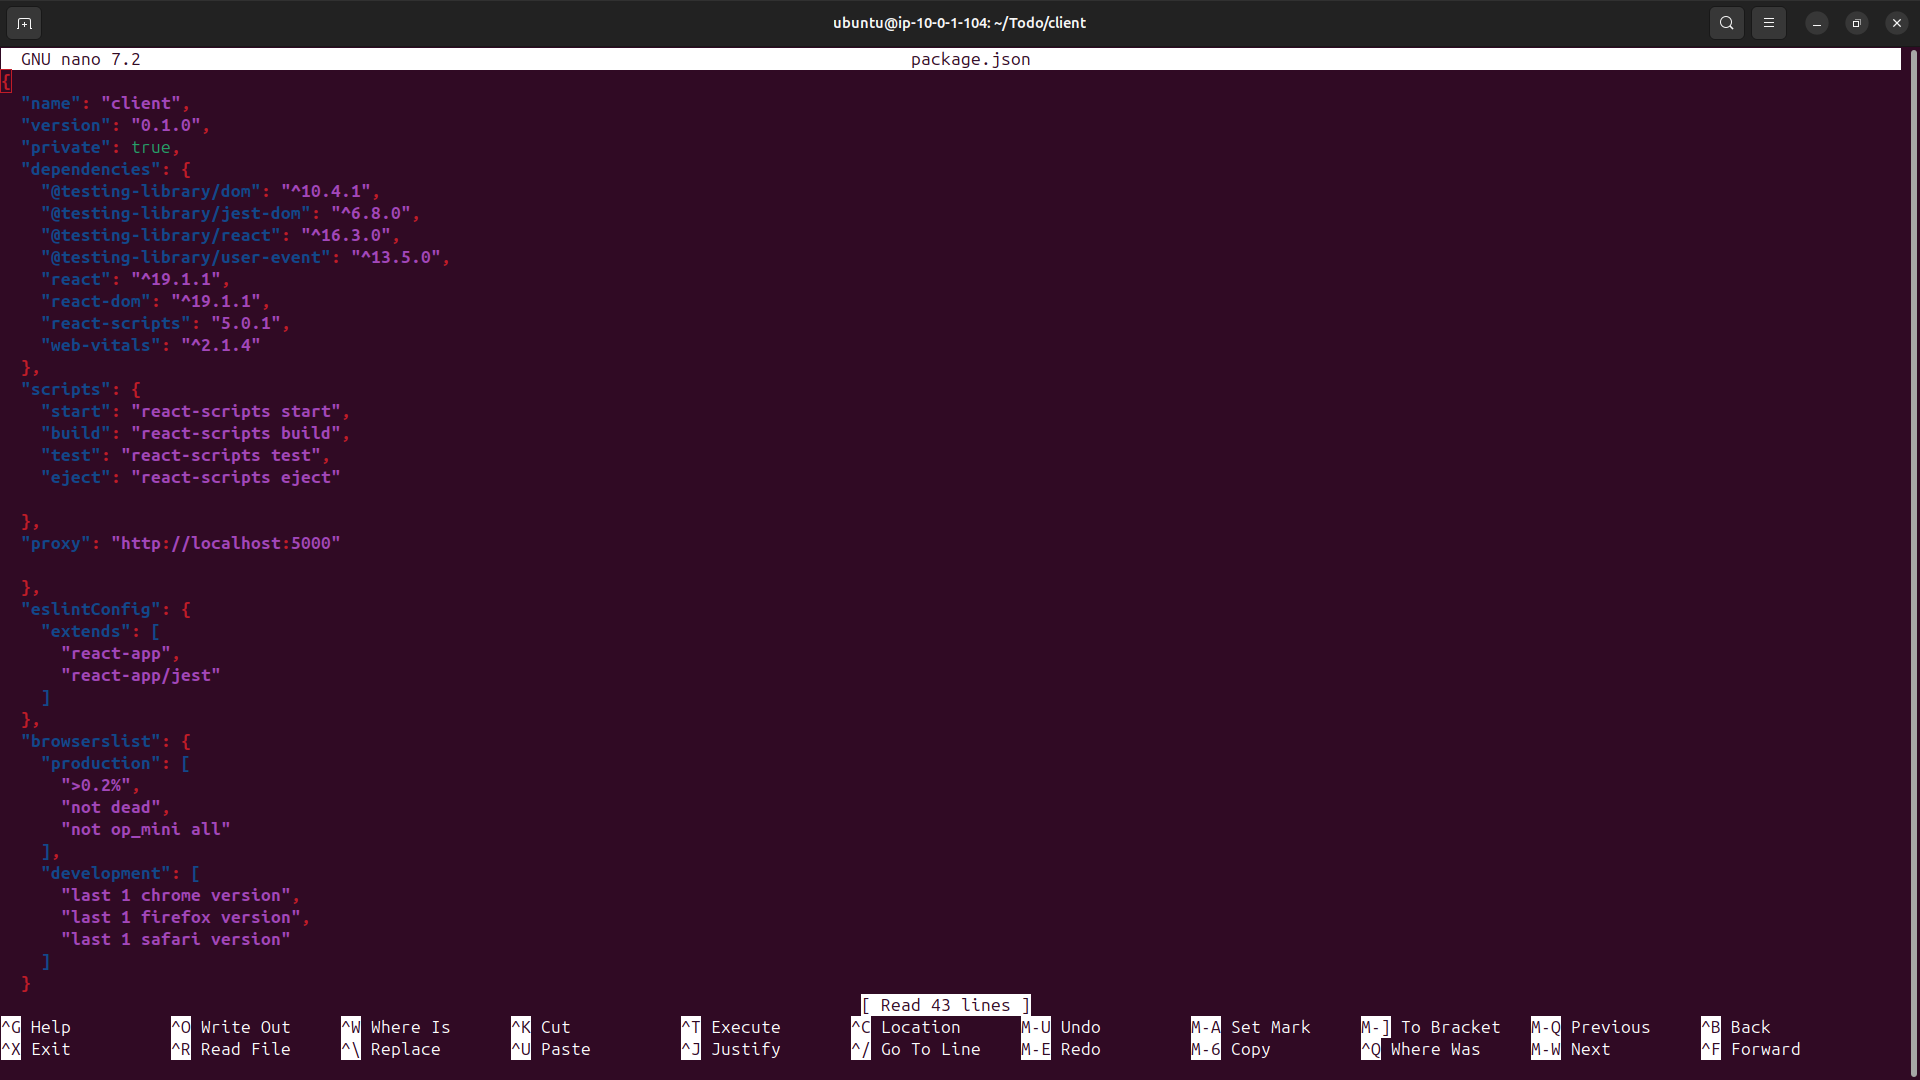 ubuntu@ip-10-0-1-104: ~/Todo/client
GNU nano 7.2 package.json
{
  "name": "client",
  "version": "0.1.0",
  "private": true,
  "dependencies": {
    "@testing-library/dom": "^10.4.1",
    "@testing-library/jest-dom": "^6.8.0",
    "@testing-library/react": "^16.3.0",
    "@testing-library/user-event": "^13.5.0",
    "react": "^19.1.1",
    "react-dom": "^19.1.1",
    "react-scripts": "5.0.1",
    "web-vitals": "^2.1.4"
  },
  "scripts": {
    "start": "react-scripts start",
    "build": "react-scripts build",
    "test": "react-scripts test",
    "eject": "react-scripts eject"

  },
  "proxy": "http://localhost:5000"

  },
  "eslintConfig": {
    "extends": [
      "react-app",
      "react-app/jest"
    ]
  },
  "browserslist": {
    "production": [
      ">0.2%",
      "not dead",
      "not op_mini all"
    ],
    "development": [
      "last 1 chrome version",
      "last 1 firefox version",
      "last 1 safari version"
    ]
  }
[ Read 43 lines ]
^G Help ^O Write Out ^W Where Is ^K Cut ^T Execute ^C Location M-U Undo M-A Set Mark M-] To Bracket M-Q Previous ^B Back
^X Exit ^R Read File ^\ Replace ^U Paste ^J Justify ^/ Go To Line M-E Redo M-6 Copy ^Q Where Was M-W Next ^F Forward